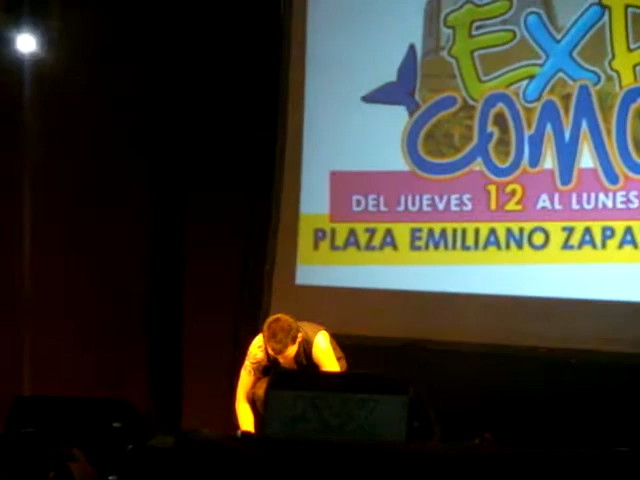 EXP
COMO
DEL JUEVES 12 AL LUNES
PLAZA EMILIANO ZAPA